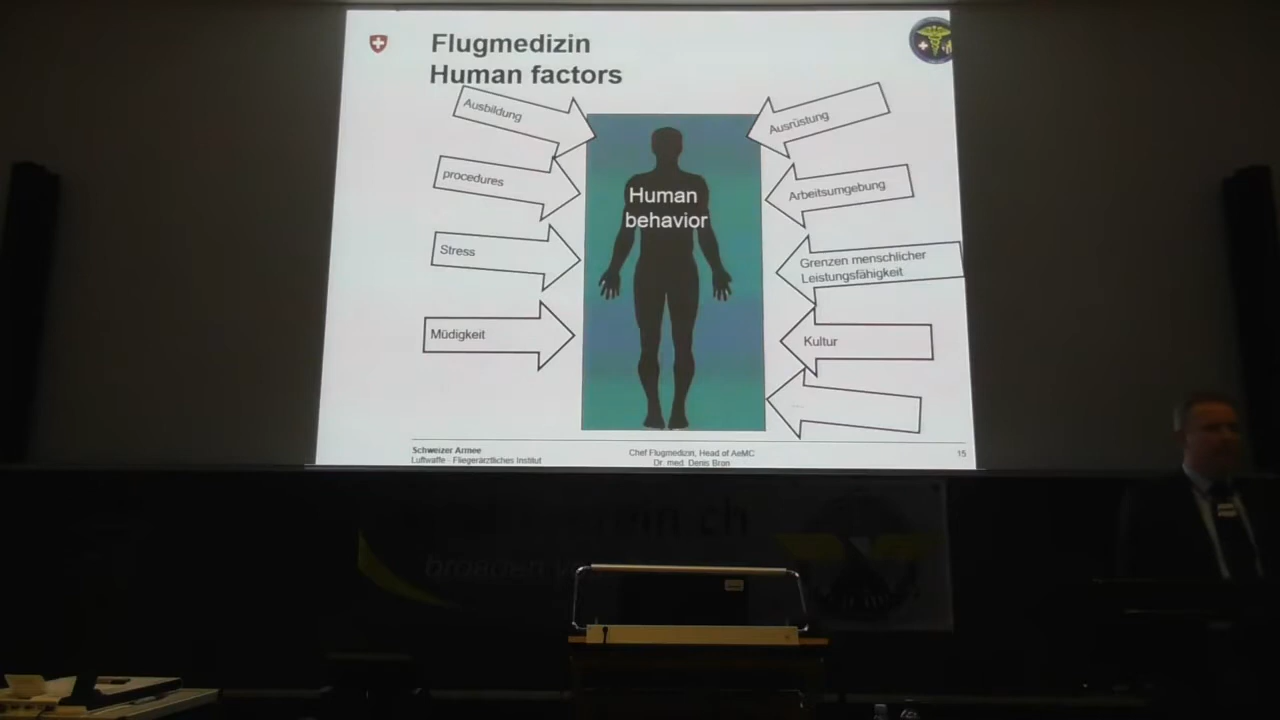 Flugmedizin
Human factors
Ausbildung
procedures
Stress
Müdigkeit
Human
behavior
Ausrüstung
Arbeitsumgebung
Grenzen menschlicher
Leistungsfähigkeit
Kultur
Schweizer Armee
Luftwaffe - Fliegerärztliches Institut
Chef Flugmedizin, Head of AeMC
Dr. med. Denis Bron
15